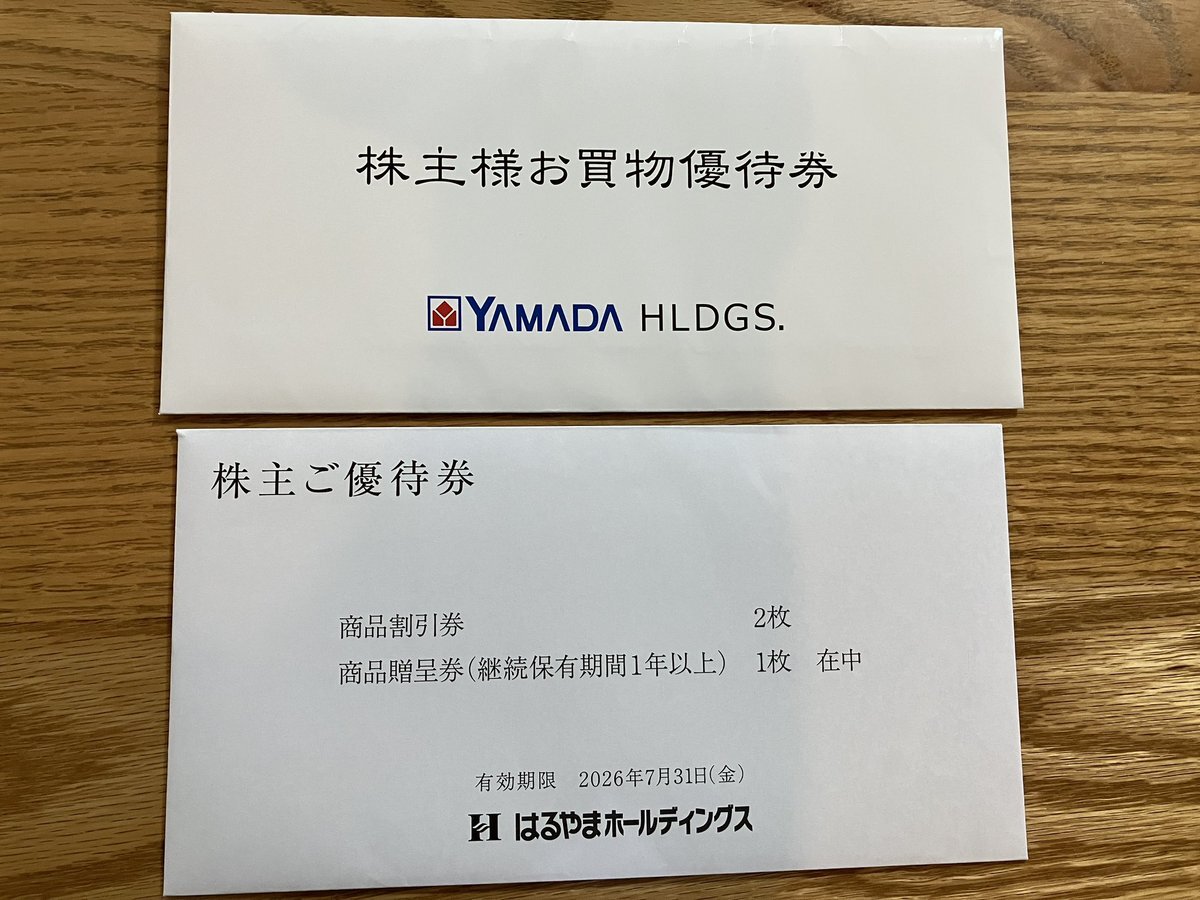 株主様お買物優待券
YAMADA HLDGS.
株主ご優待券
商品割引券 2枚
商品贈呈券(継続保有期間1年以上) 1枚 在中
有効期限 2026年7月31日(金)
はるやまホールディングス